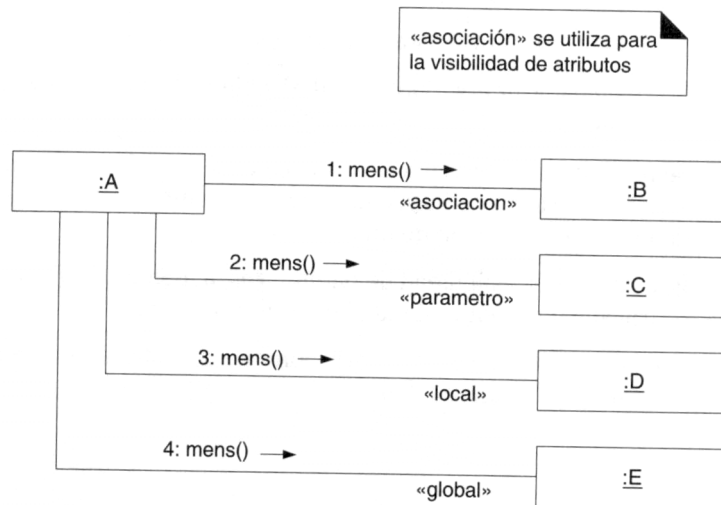 «asociación» se utiliza para
la visibilidad de atributos
:A
1: mens()
«asociacion»
:B
2: mens()
«parametro»
:C
3: mens()
«local»
:D
4: mens()
«global»
:E